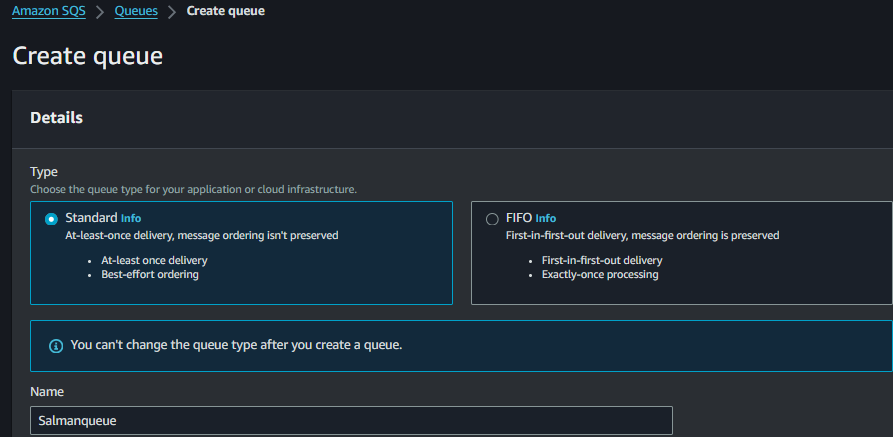 Amazon SQS > Queues > Create queue
Create queue
Details
Type
Choose the queue type for your application or cloud infrastructure.
Standard Info
At-least-once delivery, message ordering isn't preserved
• At-least once delivery
• Best-effort ordering
FIFO Info
First-in-first-out delivery, message ordering is preserved
• First-in-first-out delivery
• Exactly-once processing
You can't change the queue type after you create a queue.
Name
Salmanqueue